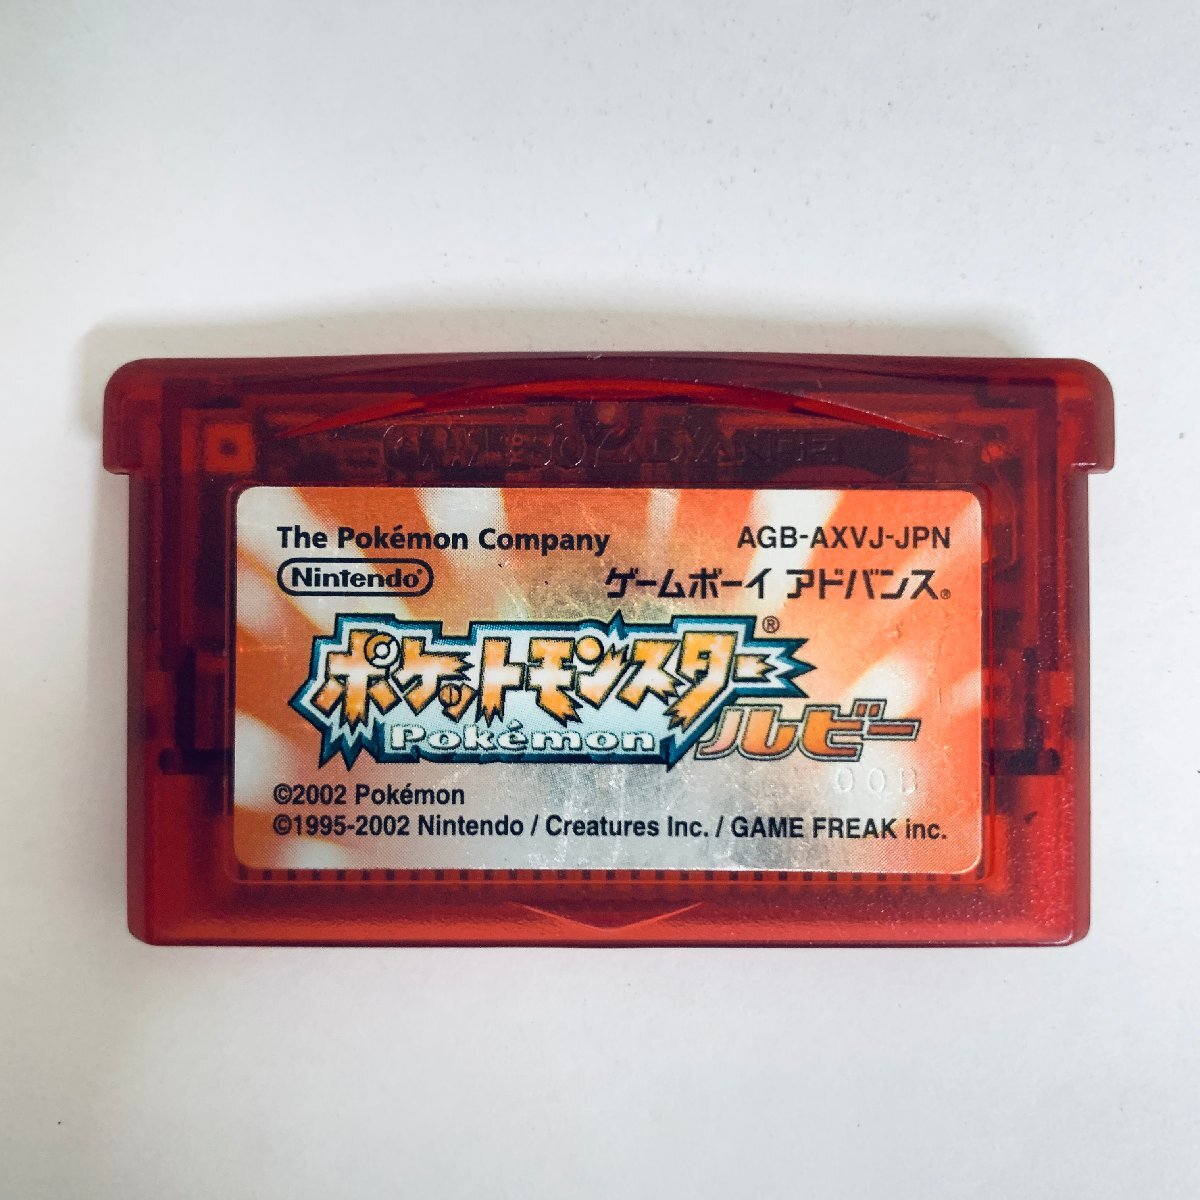 GAME BOY ADVANCE
The Pokémon Company AGB-AXVJ-JPN
Nintendo® ゲームボーイ アドバンス®
ポケットモンスター®
Pokémon ルビー
©2002 Pokémon
©1995-2002 Nintendo / Creatures Inc. / GAME FREAK inc.